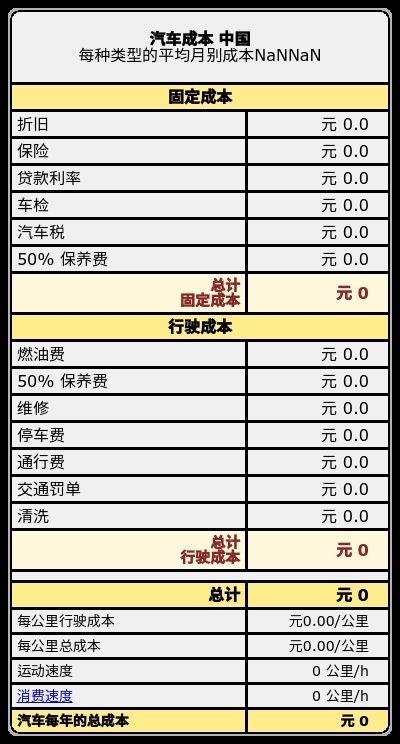 汽车成本 中国
每种类型的平均月别成本NaNNaN
固定成本
折旧 元 0.0
保险 元 0.0
贷款利率 元 0.0
车检 元 0.0
汽车税 元 0.0
50% 保养费 元 0.0
总计
固定成本 元 0
行驶成本
燃油费 元 0.0
50% 保养费 元 0.0
维修 元 0.0
停车费 元 0.0
通行费 元 0.0
交通罚单 元 0.0
清洗 元 0.0
总计
行驶成本 元 0
总计 元 0
每公里行驶成本 元0.00/公里
每公里总成本 元0.00/公里
运动速度 0 公里/h
消费速度 0 公里/h
汽车每年的总成本 元 0